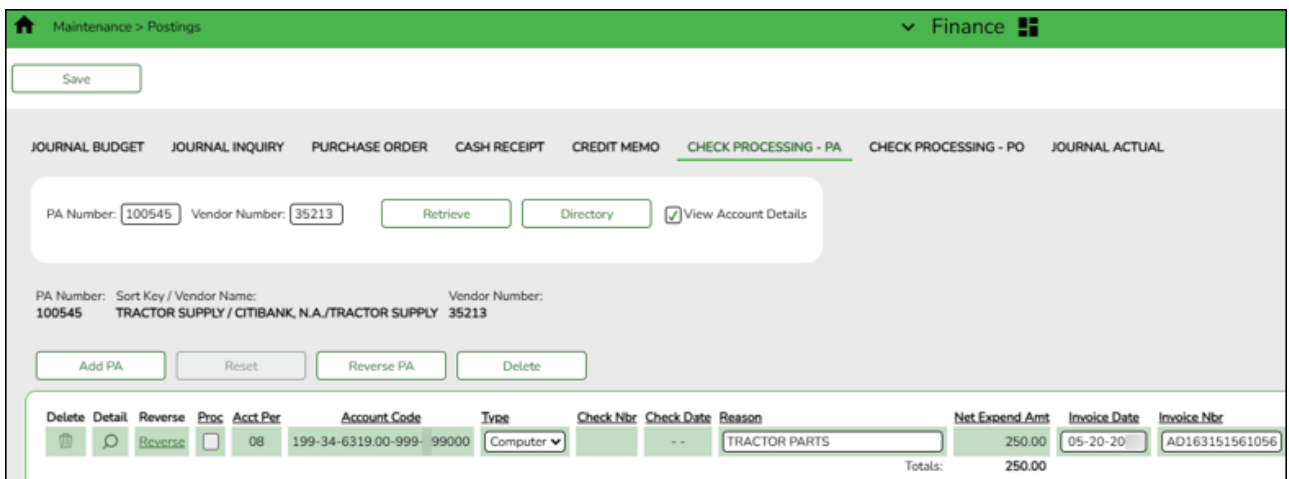 Maintenance > Postings Finance
Save
JOURNAL BUDGET JOURNAL INQUIRY PURCHASE ORDER CASH RECEIPT CREDIT MEMO CHECK PROCESSING - PA CHECK PROCESSING - PO JOURNAL ACTUAL
PA Number: 100545 Vendor Number: 35213 Retrieve Directory View Account Details
PA Number: Sort Key / Vendor Name: Vendor Number:
100545 TRACTOR SUPPLY / CITIBANK, N.A./TRACTOR SUPPLY 35213
Add PA Reset Reverse PA Delete
Delete Detail Reverse Proc Acct Per Account Code Type Check Nbr Check Date Reason Net Expend Amt Invoice Date Invoice Nbr
Reverse 08 199-34-6319.00-999- 99000 Computer - - TRACTOR PARTS 250.00 05-20-20 AD163151561056
Totals: 250.00